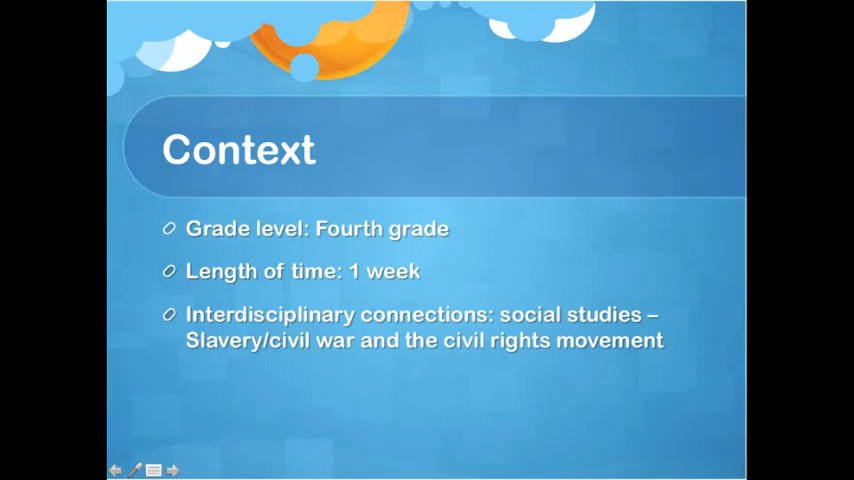 Context
Grade level: Fourth grade
Length of time: 1 week
Interdisciplinary connections: social studies –
Slavery/civil war and the civil rights movement